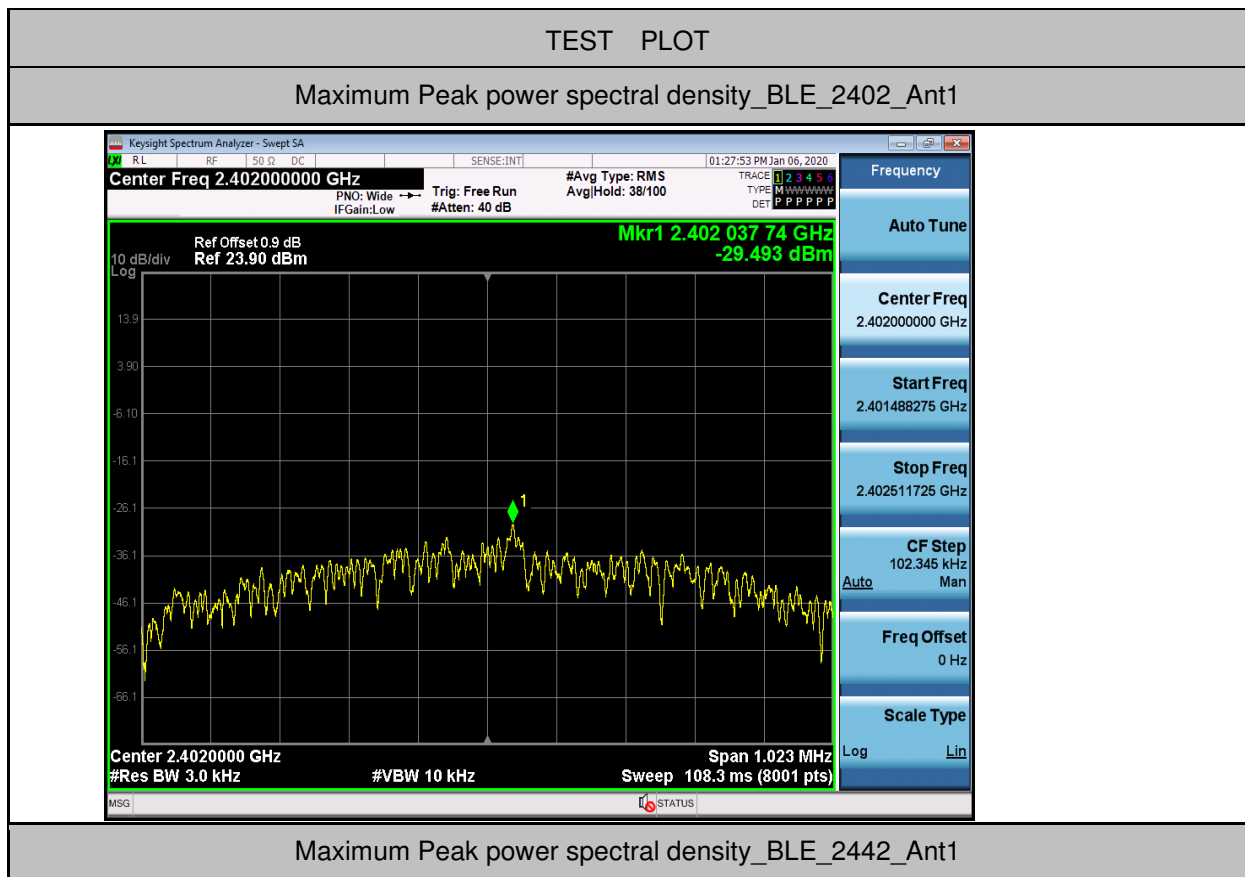 TEST PLOT
Maximum Peak power spectral density_BLE_2402_Ant1
Keysight Spectrum Analyzer - Swept SA
LXI RL RF 50 Ω DC SENSE:INT 01:27:53 PM Jan 06, 2020
Center Freq 2.402000000 GHz
PNO: Wide
IFGain:Low
Trig: Free Run
#Atten: 40 dB
#Avg Type: RMS
Avg|Hold: 38/100
TRACE 1 2 3 4 5 6
TYPE M W W W W W
DET P P P P P P
Mkr1 2.402 037 74 GHz
-29.493 dBm
Ref Offset 0.9 dB
10 dB/div Ref 23.90 dBm
Log
13.9
3.90
-6.10
-16.1
-26.1
-36.1
-46.1
-56.1
-66.1
1
Center 2.4020000 GHz Span 1.023 MHz
#Res BW 3.0 kHz #VBW 10 kHz Sweep 108.3 ms (8001 pts)
MSG STATUS
Frequency
Auto Tune
Center Freq
2.402000000 GHz
Start Freq
2.401488275 GHz
Stop Freq
2.402511725 GHz
CF Step
102.345 kHz
Auto Man
Freq Offset
0 Hz
Scale Type
Log Lin
Maximum Peak power spectral density_BLE_2442_Ant1